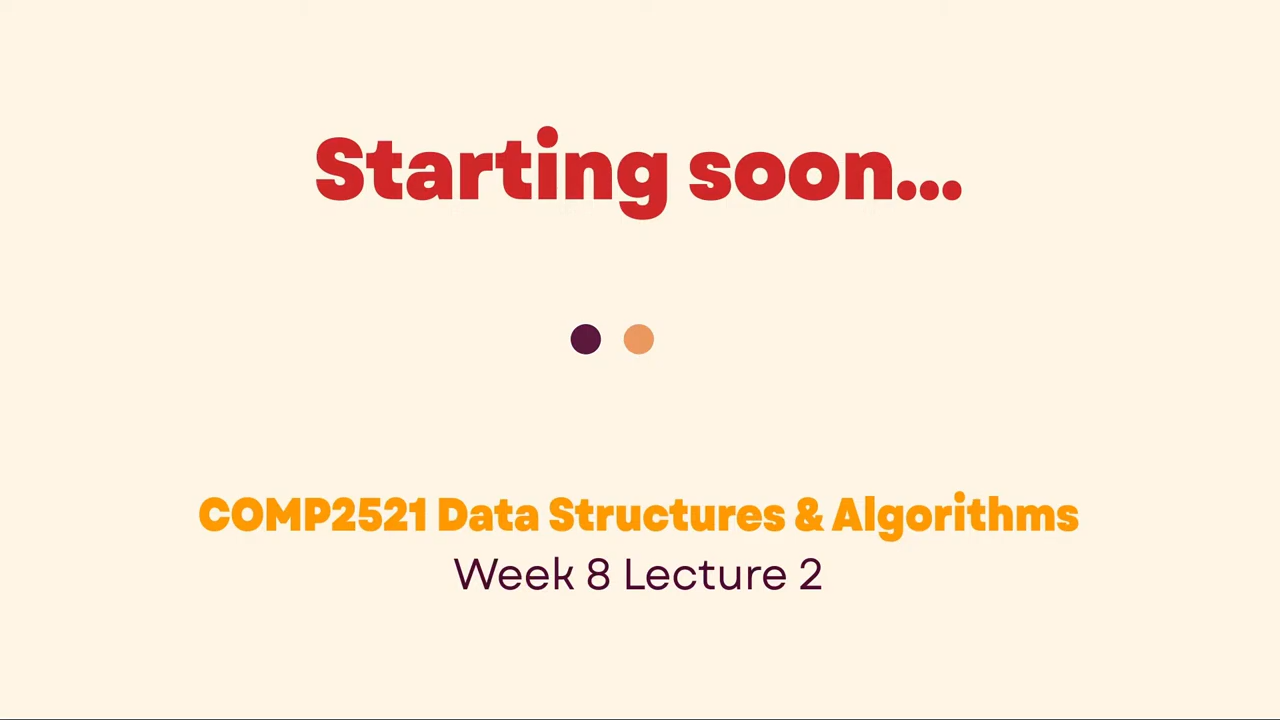 Starting soon...
COMP2521 Data Structures & Algorithms
Week 8 Lecture 2